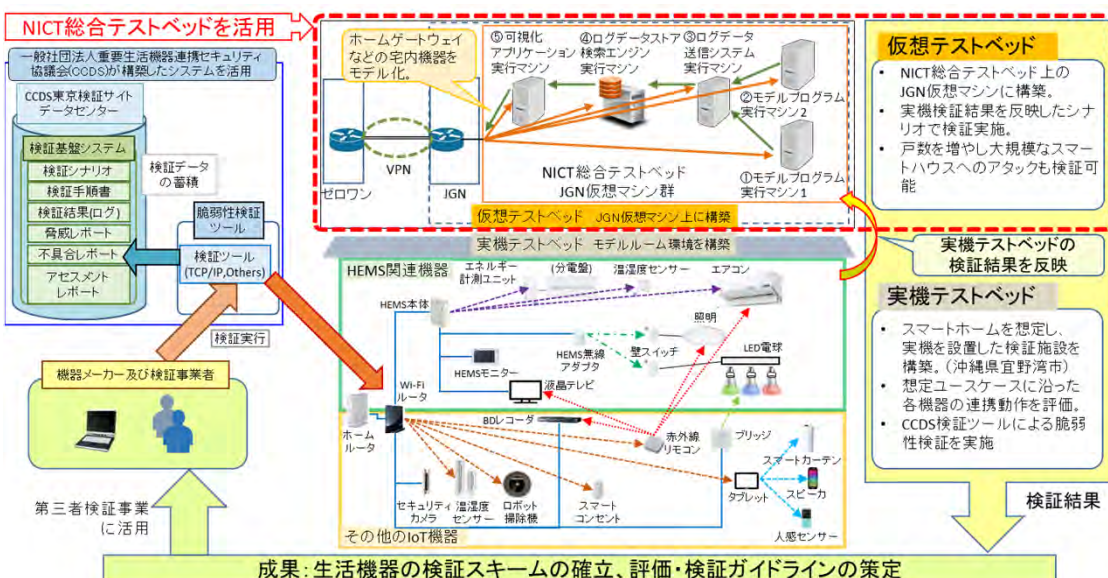 NICT総合テストベッドを活用
一般社団法人重要生活機器連携セキュリティ
協議会(CCDS)が構築したシステムを活用
CCDS東京検証サイト
データセンター
検証基盤システム
検証シナリオ
検証手順書
検証結果(ログ)
脅威レポート
不具合レポート
アセスメント
レポート
検証データ
の蓄積
脆弱性検証
ツール
検証ツール
(TCP/IP,Others)
検証実行
機器メーカー及び検証事業者
第三者検証事業
に活用
ホームゲートウェイ
などの宅内機器を
モデル化。
⑤可視化
アプリケーション
実行マシン
④ログデータストア
検索エンジン
実行マシン
③ログデータ
送信システム
実行マシン
②モデルプログラム
実行マシン2
①モデルプログラム
実行マシン1
VPN
ゼロワン
JGN
NICT総合テストベッド
JGN仮想マシン群
仮想テストベッド JGN仮想マシン上に構築
実機テストベッド モデルルーム環境を構築
HEMS関連機器
エネルギー
計測ユニット
(分電盤)
温湿度センサー
エアコン
HEMS本体
照明
HEMSモニター
HEMS無線
アダプタ
壁スイッチ
LED電球
液晶テレビ
Wi-Fi
ルータ
ホーム
ルータ
BDレコーダ
赤外線
リモコン
ブリッジ
スマートカーテン
スピーカ
タブレット
人感センサー
セキュリティ
カメラ
温湿度
センサー
ロボット
掃除機
スマート
コンセント
その他のIoT機器
仮想テストベッド
• NICT総合テストベッド上の
JGN仮想マシンに構築。
• 実機検証結果を反映したシナ
リオで検証実施。
• 戸数を増やし大規模なスマー
トハウスへのアタックも検証可
能
実機テストベッドの
検証結果を反映
実機テストベッド
• スマートホームを想定し、
実機を設置した検証施設を
構築。(沖縄県宜野湾市)
• 想定ユースケースに沿った
各機器の連携動作を評価。
• CCDS検証ツールによる脆弱
性検証を実施
検証結果
成果:生活機器の検証スキームの確立、評価・検証ガイドラインの策定